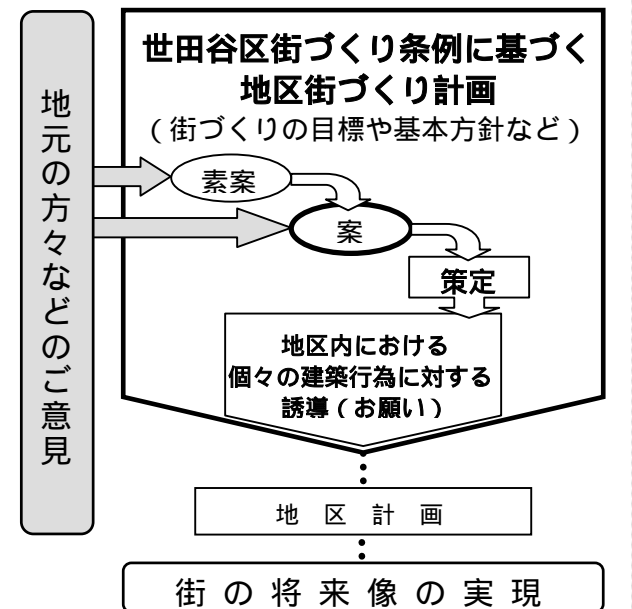 地元の方々などのご意見
世田谷区街づくり条例に基づく
地区街づくり計画
（街づくりの目標や基本方針など）
素案
案
策定
地区内における
個々の建築行為に対する
誘導（お願い）
地区計画
街の将来像の実現